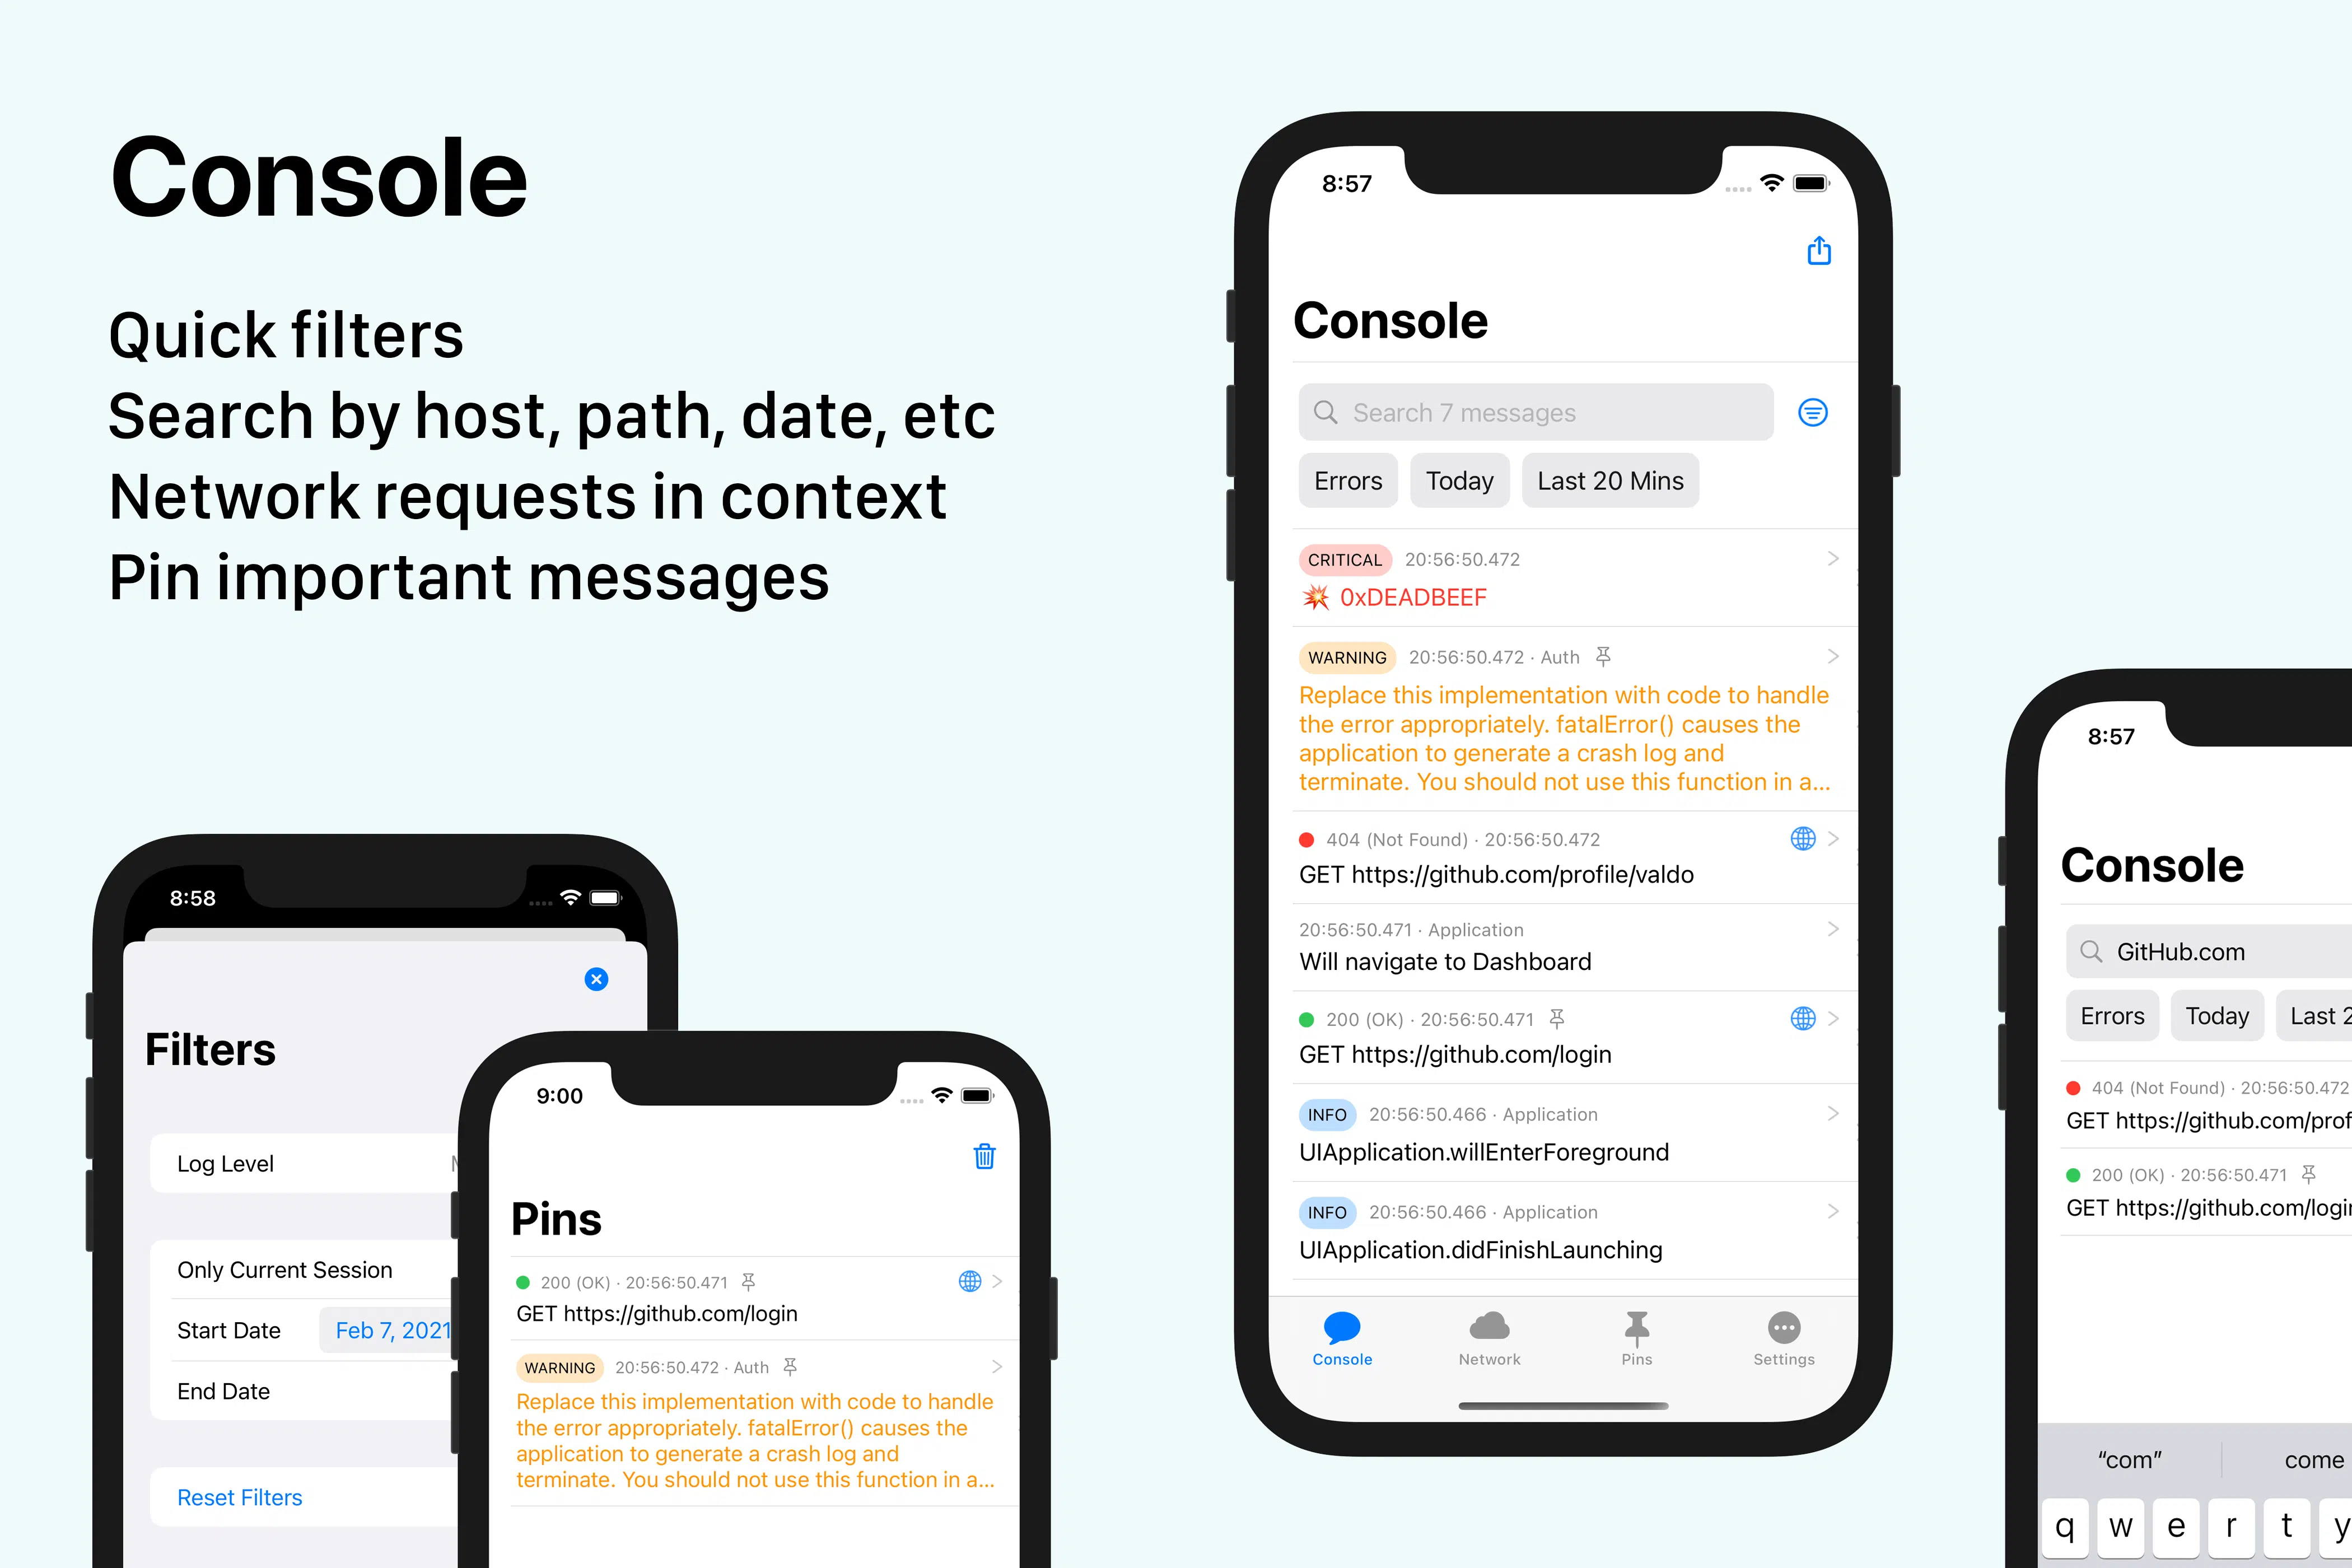 Console
Quick filters
Search by host, path, date, etc
Network requests in context
Pin important messages
8:57
Console
Search 7 messages
Errors
Today
Last 20 Mins
CRITICAL 20:56:50.472
💥 0xDEADBEEF
WARNING 20:56:50.472 · Auth
Replace this implementation with code to handle
the error appropriately. fatalError() causes the
application to generate a crash log and
terminate. You should not use this function in a...
404 (Not Found) · 20:56:50.472
GET https://github.com/profile/valdo
20:56:50.471 · Application
Will navigate to Dashboard
200 (OK) · 20:56:50.471
GET https://github.com/login
INFO 20:56:50.466 · Application
UIApplication.willEnterForeground
INFO 20:56:50.466 · Application
UIApplication.didFinishLaunching
Console
Network
Pins
Settings
8:58
Filters
Log Level
Only Current Session
Start Date Feb 7, 2021
End Date
Reset Filters
9:00
Pins
200 (OK) · 20:56:50.471
GET https://github.com/login
WARNING 20:56:50.472 · Auth
Replace this implementation with code to handle
the error appropriately. fatalError() causes the
application to generate a crash log and
terminate. You should not use this function in a...
8:57
Console
GitHub.com
Errors
Today
Last 2
404 (Not Found) · 20:56:50.472
GET https://github.com/prof
200 (OK) · 20:56:50.471
GET https://github.com/login
“com” come
q w e r t y